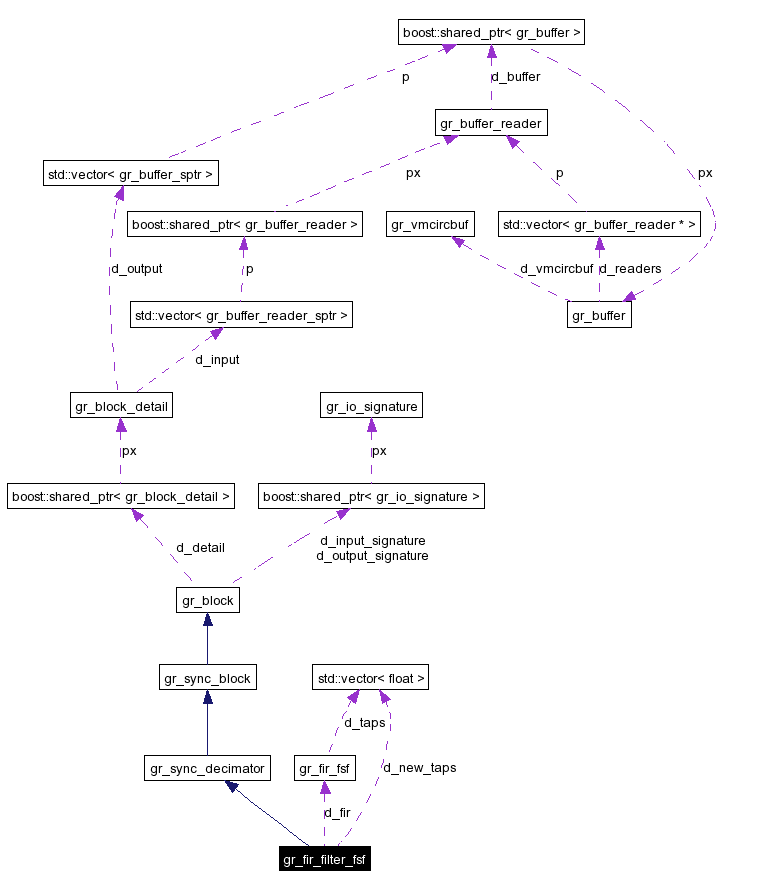 boost::shared_ptr< gr_buffer >
p
d_buffer
gr_buffer_reader
std::vector< gr_buffer_sptr >
px
p
px
boost::shared_ptr< gr_buffer_reader >
gr_vmcircbuf
std::vector< gr_buffer_reader * >
d_output
p
d_vmcircbuf
d_readers
std::vector< gr_buffer_reader_sptr >
gr_buffer
d_input
gr_block_detail
gr_io_signature
px
px
boost::shared_ptr< gr_block_detail >
boost::shared_ptr< gr_io_signature >
d_detail
d_input_signature
d_output_signature
gr_block
gr_sync_block
std::vector< float >
d_taps
gr_sync_decimator
gr_fir_fsf
d_new_taps
d_fir
gr_fir_filter_fsf